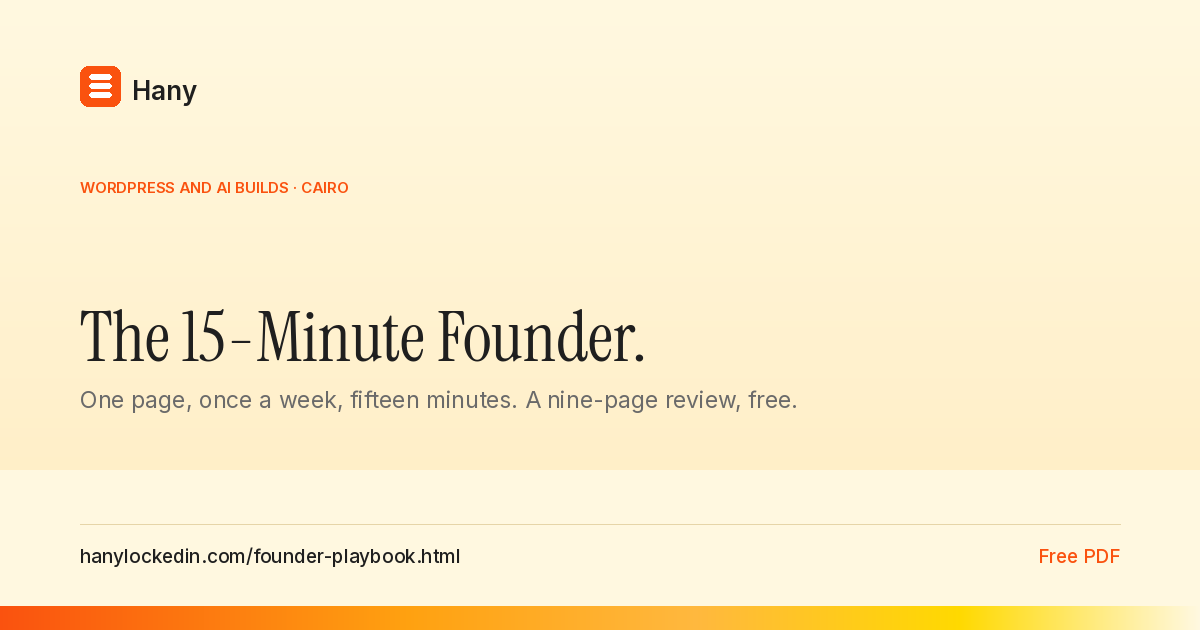 Hany
WORDPRESS AND AI BUILDS · CAIRO
The 15-Minute Founder.
One page, once a week, fifteen minutes. A nine-page review, free.
hanylockedin.com/founder-playbook.html
Free PDF